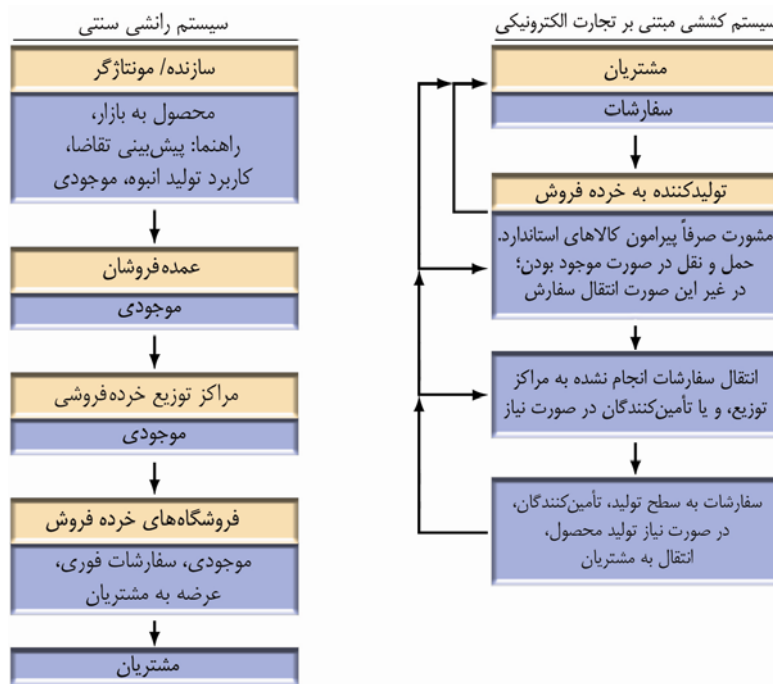 سیستم کششی مبتنی بر تجارت الکترونیکی
مشتریان
سفارشات
تولیدکننده به خرده فروش
مشورت صرفاً پیرامون کالاهای استاندارد.
حمل و نقل در صورت موجود بودن؛
در غیر این صورت انتقال سفارش
انتقال سفارشات انجام نشده به مراکز
توزیع، و یا تأمین‌کنندگان در صورت نیاز
سفارشات به سطح تولید، تأمین‌کنندگان،
در صورت نیاز تولید محصول،
انتقال به مشتریان
سیستم رانشی سنتی
سازنده/ مونتاژگر
محصول به بازار،
راهنما: پیش‌بینی تقاضا،
کاربرد تولید انبوه، موجودی
عمده‌فروشان
موجودی
مراکز توزیع خرده‌فروشی
موجودی
فروشگاه‌های خرده فروش
موجودی، سفارشات فوری،
عرضه به مشتریان
مشتریان